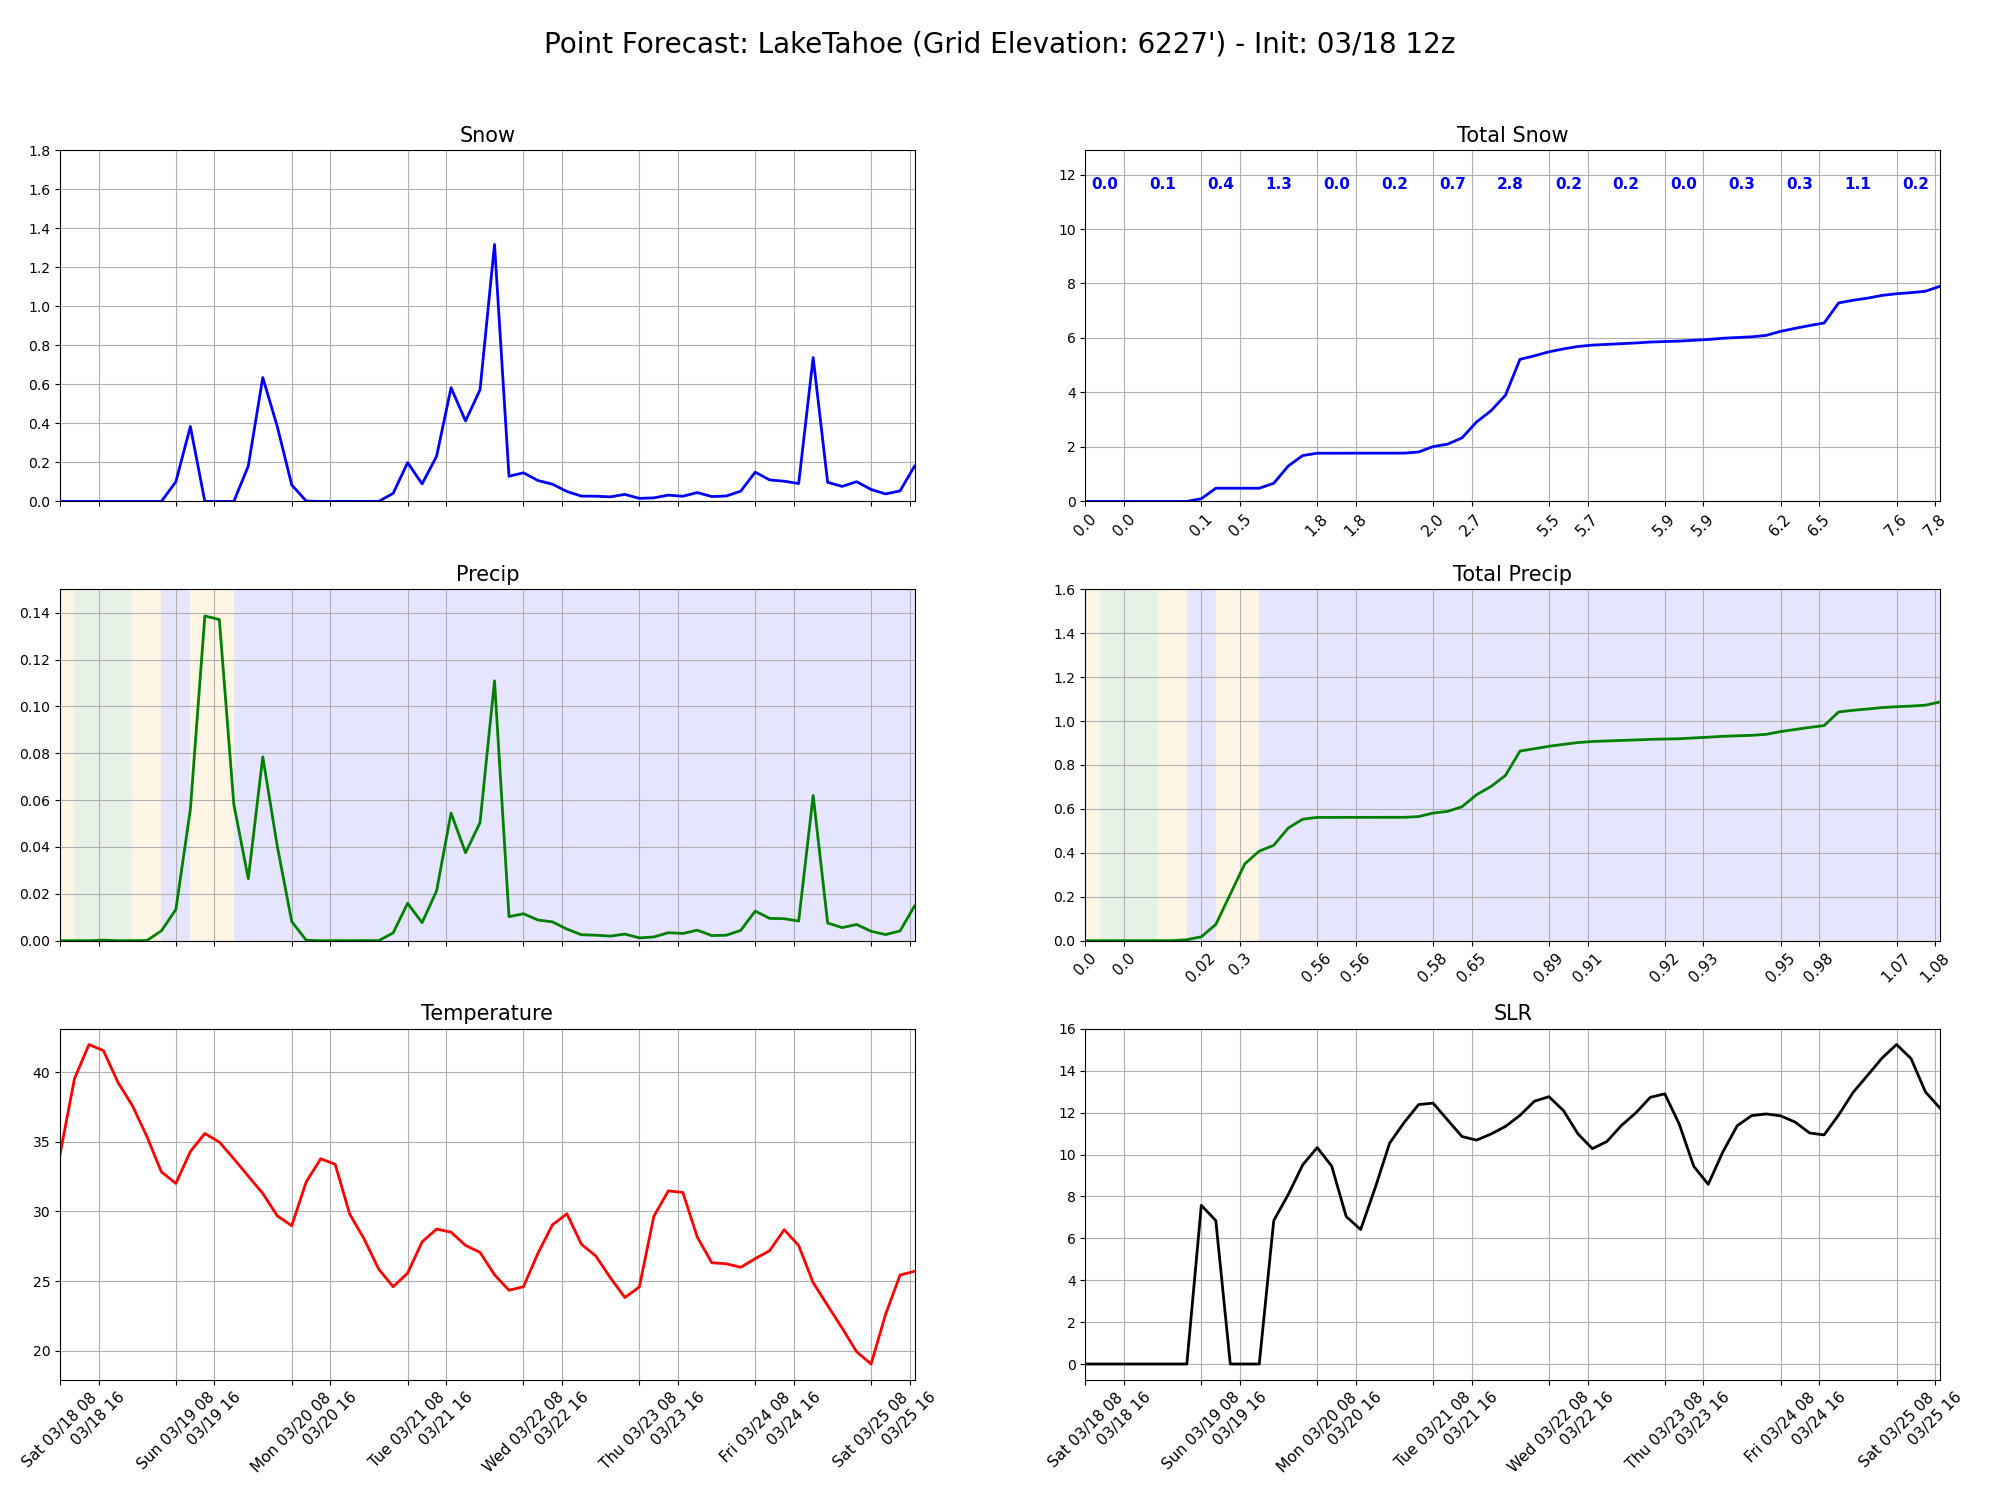 Point Forecast: LakeTahoe (Grid Elevation: 6227') - Init: 03/18 12z
Snow
1.8
1.6
1.4
1.2
1.0
0.8
0.6
0.4
0.2
0.0
Total Snow
12
10
8
6
4
2
0
0.0 0.1 0.4 1.3 0.0 0.2 0.7 2.8 0.2 0.2 0.0 0.3 0.3 1.1 0.2
0.0 0.0 0.1 0.5 1.8 1.8 2.0 2.7 5.5 5.7 5.9 5.9 6.2 6.5 7.6 7.8
Precip
0.14
0.12
0.10
0.08
0.06
0.04
0.02
0.00
Total Precip
1.6
1.4
1.2
1.0
0.8
0.6
0.4
0.2
0.0
0.0 0.0 0.02 0.3 0.56 0.56 0.58 0.65 0.89 0.91 0.92 0.93 0.95 0.98 1.07 1.08
Temperature
40
35
30
25
20
Sat 03/18 08
03/18 16
Sun 03/19 08
03/19 16
Mon 03/20 08
03/20 16
Tue 03/21 08
03/21 16
Wed 03/22 08
03/22 16
Thu 03/23 08
03/23 16
Fri 03/24 08
03/24 16
Sat 03/25 08
03/25 16
SLR
16
14
12
10
8
6
4
2
0
Sat 03/18 08
03/18 16
Sun 03/19 08
03/19 16
Mon 03/20 08
03/20 16
Tue 03/21 08
03/21 16
Wed 03/22 08
03/22 16
Thu 03/23 08
03/23 16
Fri 03/24 08
03/24 16
Sat 03/25 08
03/25 16